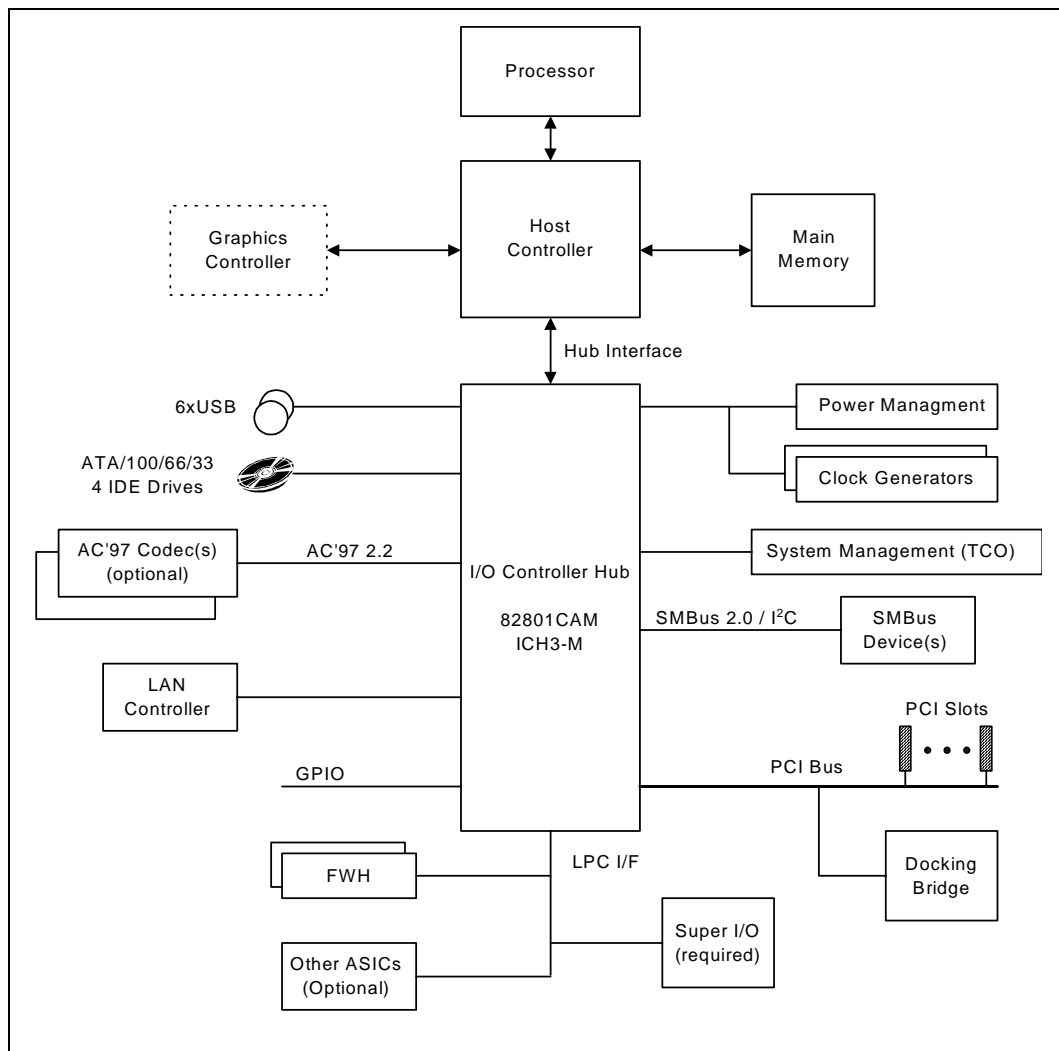 Processor
Host
Controller
Graphics
Controller
Main
Memory
Hub Interface
6xUSB
Power Managment
ATA/100/66/33
4 IDE Drives
Clock Generators
AC'97 Codec(s)
(optional)
AC'97 2.2
I/O Controller Hub
82801CAM
ICH3-M
System Management (TCO)
SMBus 2.0 / I²C
SMBus
Device(s)
LAN
Controller
PCI Slots
GPIO
PCI Bus
FWH
LPC I/F
Docking
Bridge
Super I/O
(required)
Other ASICs
(Optional)